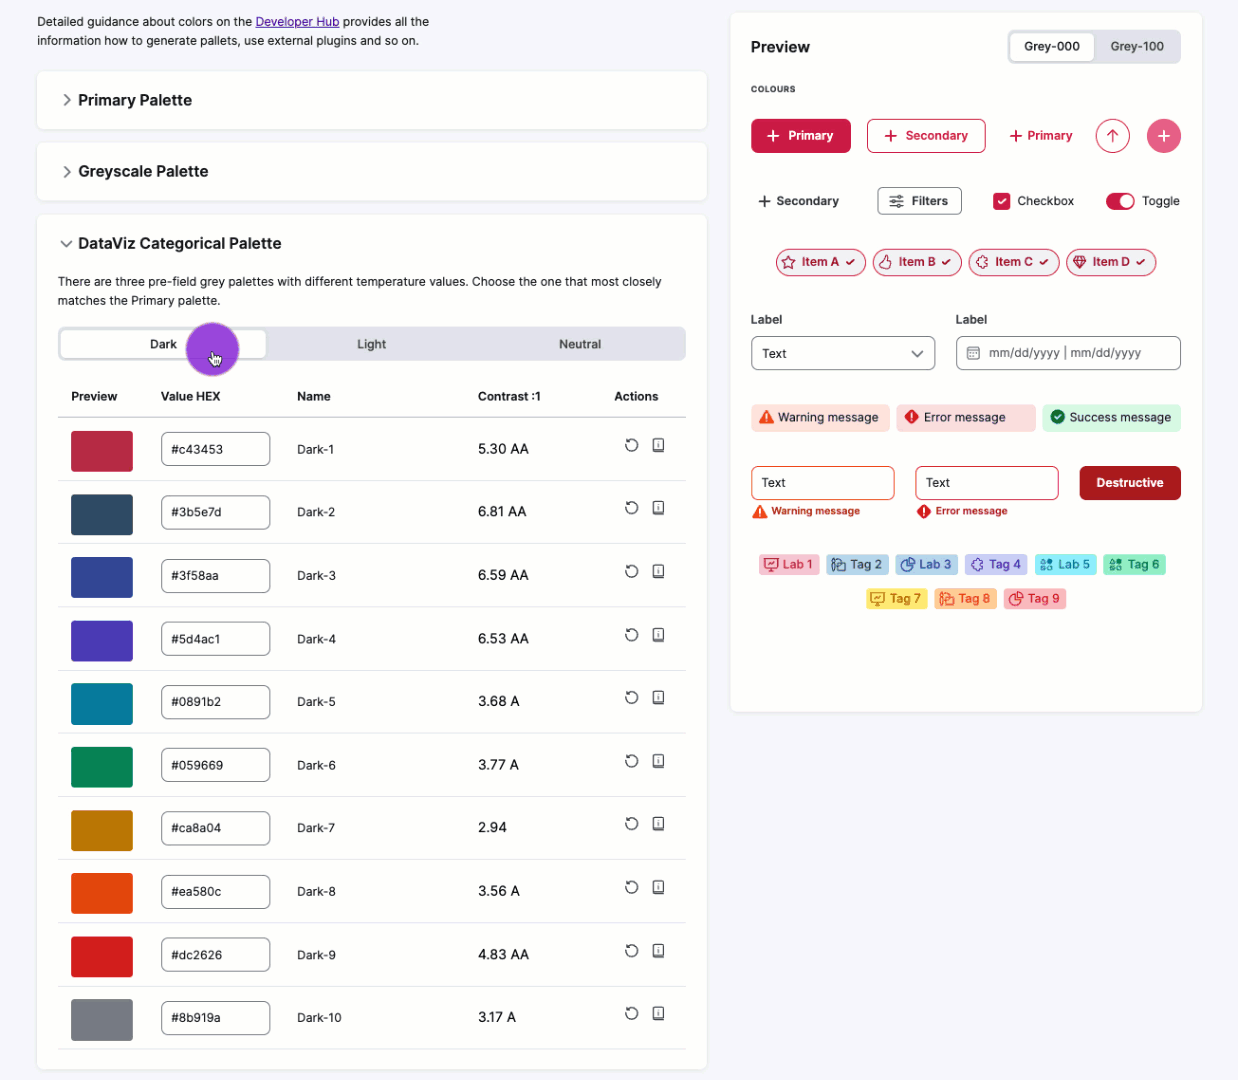 Detailed guidance about colors on the Developer Hub provides all the
information how to generate pallets, use external plugins and so on.
Primary Palette
Greyscale Palette
DataViz Categorical Palette
There are three pre-field grey palettes with different temperature values. Choose the one that most closely
matches the Primary palette.
Dark Light Neutral
Preview Value HEX Name Contrast :1 Actions
#c43453 Dark-1 5.30 AA
#3b5e7d Dark-2 6.81 AA
#3f58aa Dark-3 6.59 AA
#5d4ac1 Dark-4 6.53 AA
#0891b2 Dark-5 3.68 A
#059669 Dark-6 3.77 A
#ca8a04 Dark-7 2.94
#ea580c Dark-8 3.56 A
#dc2626 Dark-9 4.83 AA
#8b919a Dark-10 3.17 A
Preview
Grey-000 Grey-100
COLOURS
Primary Secondary Primary
Secondary Filters Checkbox Toggle
Item A Item B Item C Item D
Label Label
Text mm/dd/yyyy | mm/dd/yyyy
Warning message Error message Success message
Text Text Destructive
Warning message Error message
Lab 1 Tag 2 Lab 3 Tag 4 Lab 5 Tag 6
Tag 7 Tag 8 Tag 9